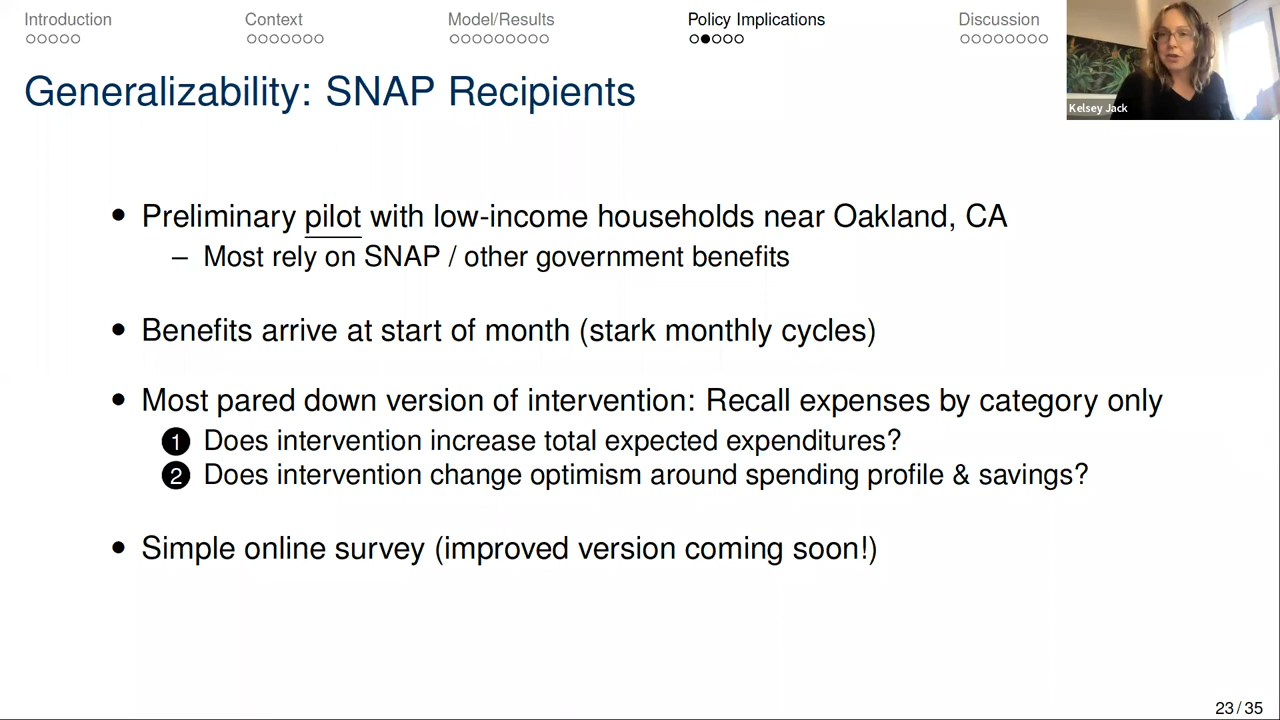 Introduction
Context
Model/Results
Policy Implications
Discussion
Kelsey Jack
Generalizability: SNAP Recipients
• Preliminary pilot with low-income households near Oakland, CA
– Most rely on SNAP / other government benefits
• Benefits arrive at start of month (stark monthly cycles)
• Most pared down version of intervention: Recall expenses by category only
1 Does intervention increase total expected expenditures?
2 Does intervention change optimism around spending profile & savings?
• Simple online survey (improved version coming soon!)
23 / 35